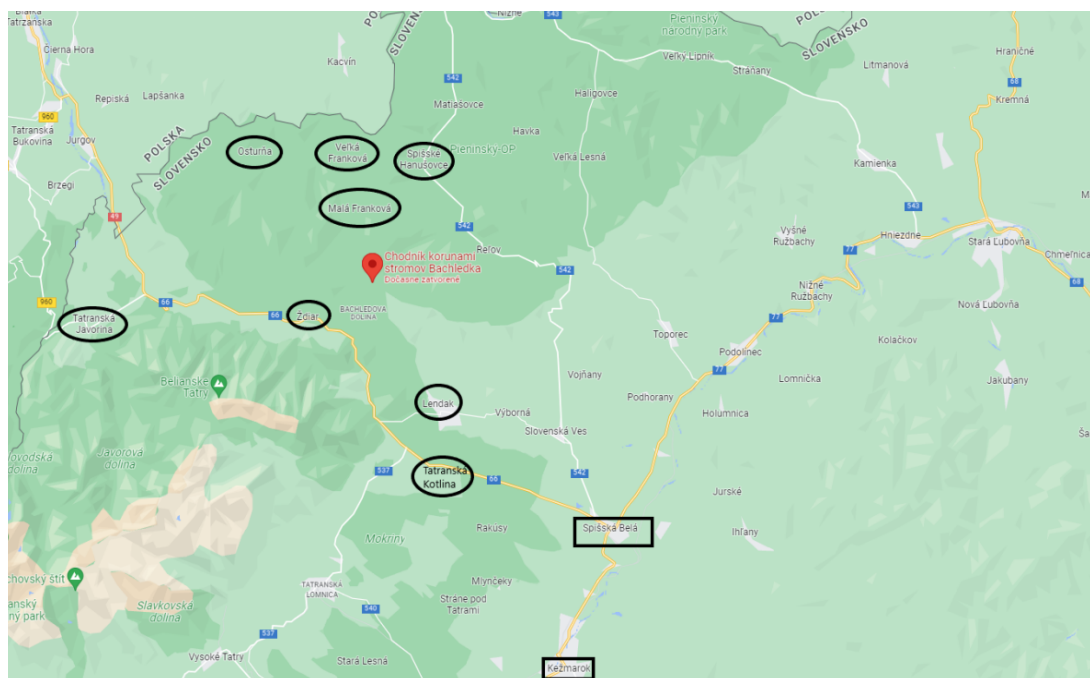 Tatrzańska
Čierna Hora
Repiská
Lapšanka
960
Tatranská
Bukovina
Jurgov
Brzegi
49
POLSKA
SLOVENSKO
POLSKA
SLOVENSKO
Kacvín
542
Nižné
543
Matiašovce
Havka
Haligovce
Pieninský
národný park
SLOVENSKO
Veľký Lipník
Stráňany
Litmanová
Hraničné
68
Kremná
Osturňa
Veľká
Franková
Spišské
Hanušovce
Pieninský OP
Veľká Lesná
Kamienka
543
Malá Franková
542
Reľov
542
Vyšné
Ružbachy
77
Hniezdne
Stará Ľubovňa
Chmeľnica
68
Chodník korunami
stromov Bachledka
Dočasne zatvorené
960
Tatranská
Javorina
66
66
Ždiar
BACHLEDOVA
DOLINA
Nižné
Ružbachy
Nová Ľubovňa
77
Toporec
Podolínec
Kolačkov
Belianske
Tatry
Vojňany
77
Lomnička
Jakubany
Lendak
Výborná
Podhorany
Holumnica
Slovenská Ves
Javorová
dolina
dolina
537
Tatranská
Kotlina
66
542
Jurské
Spišská Belá
Ihľany
Rakusy
Mokriny
Mlynčeky
TATRANSKÁ
LOMNICA
Stráne pod
Tatrami
540
Slavkovská
dolina
537
Vysoké Tatry
Stará Lesná
Kežmarok